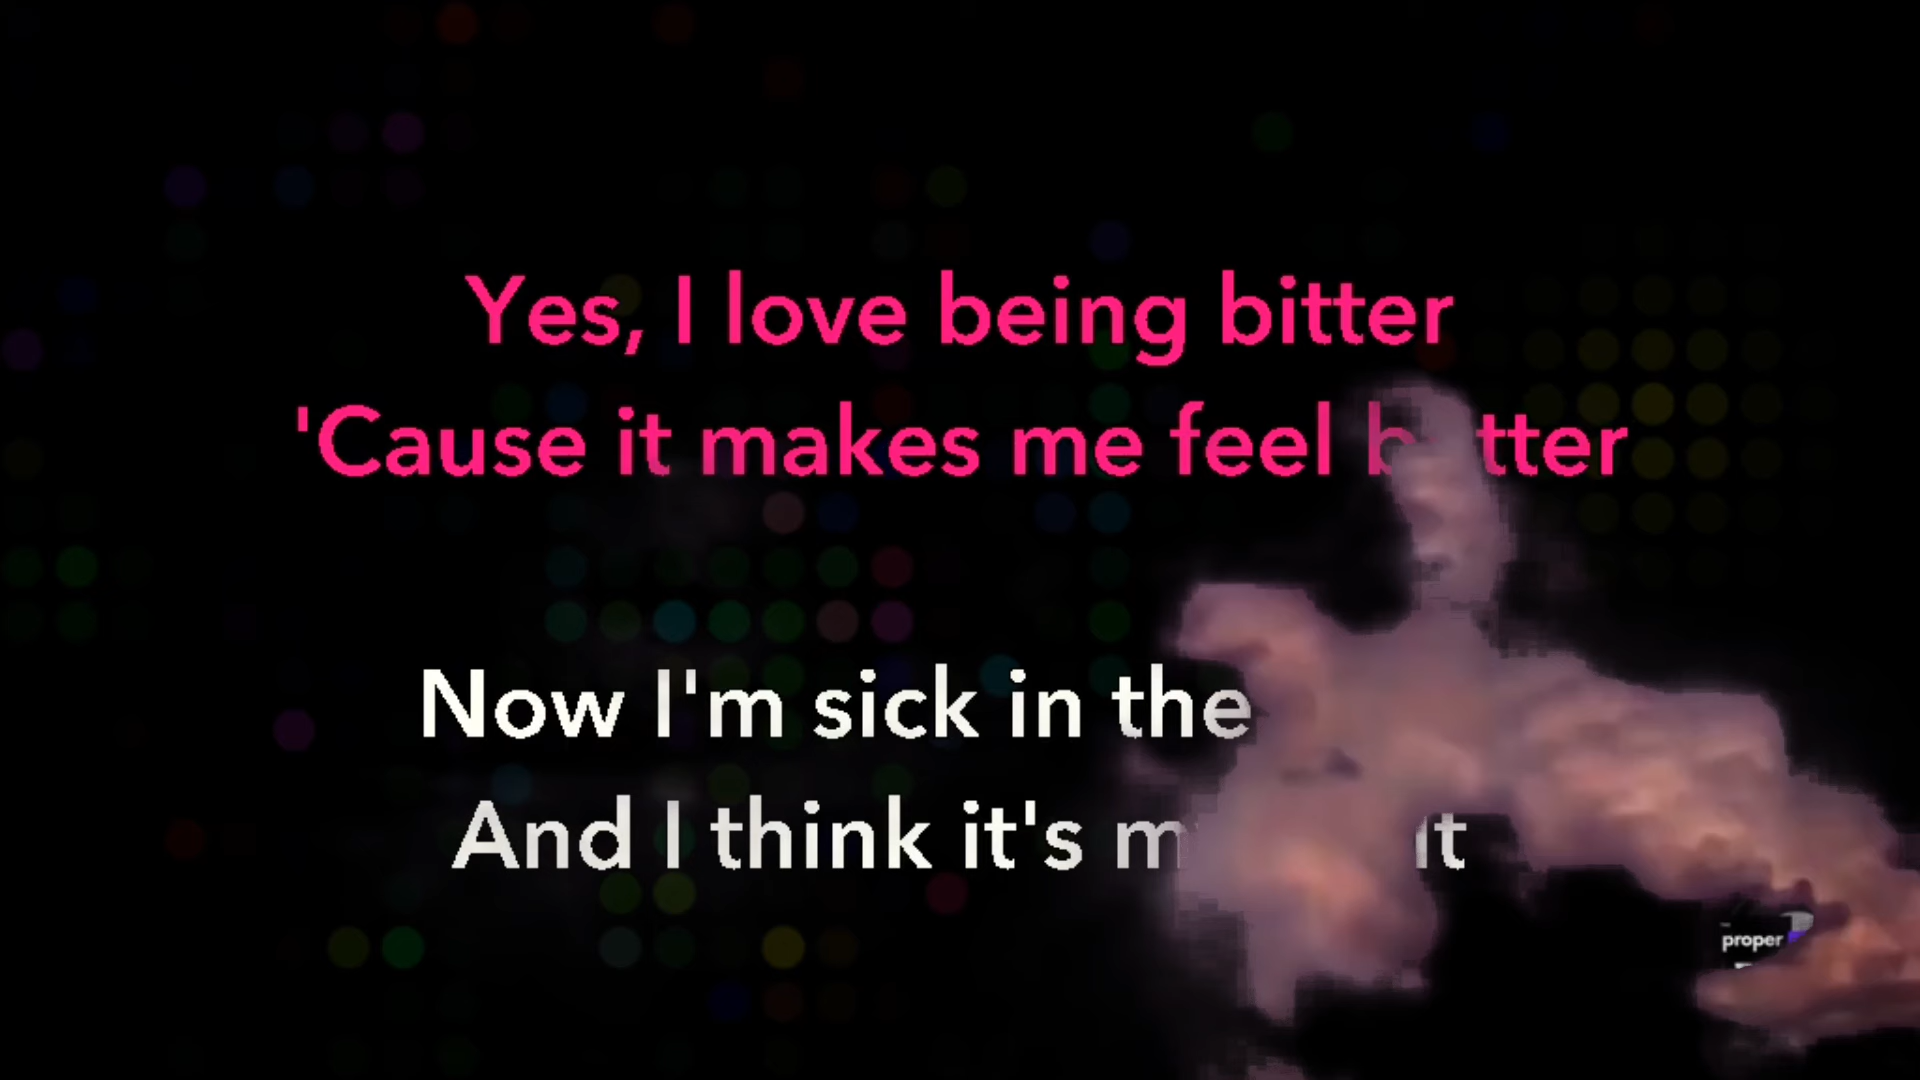 Yes, I love being bitter
'Cause it makes me feel
Now I'm sick in the
And I think it's
proper